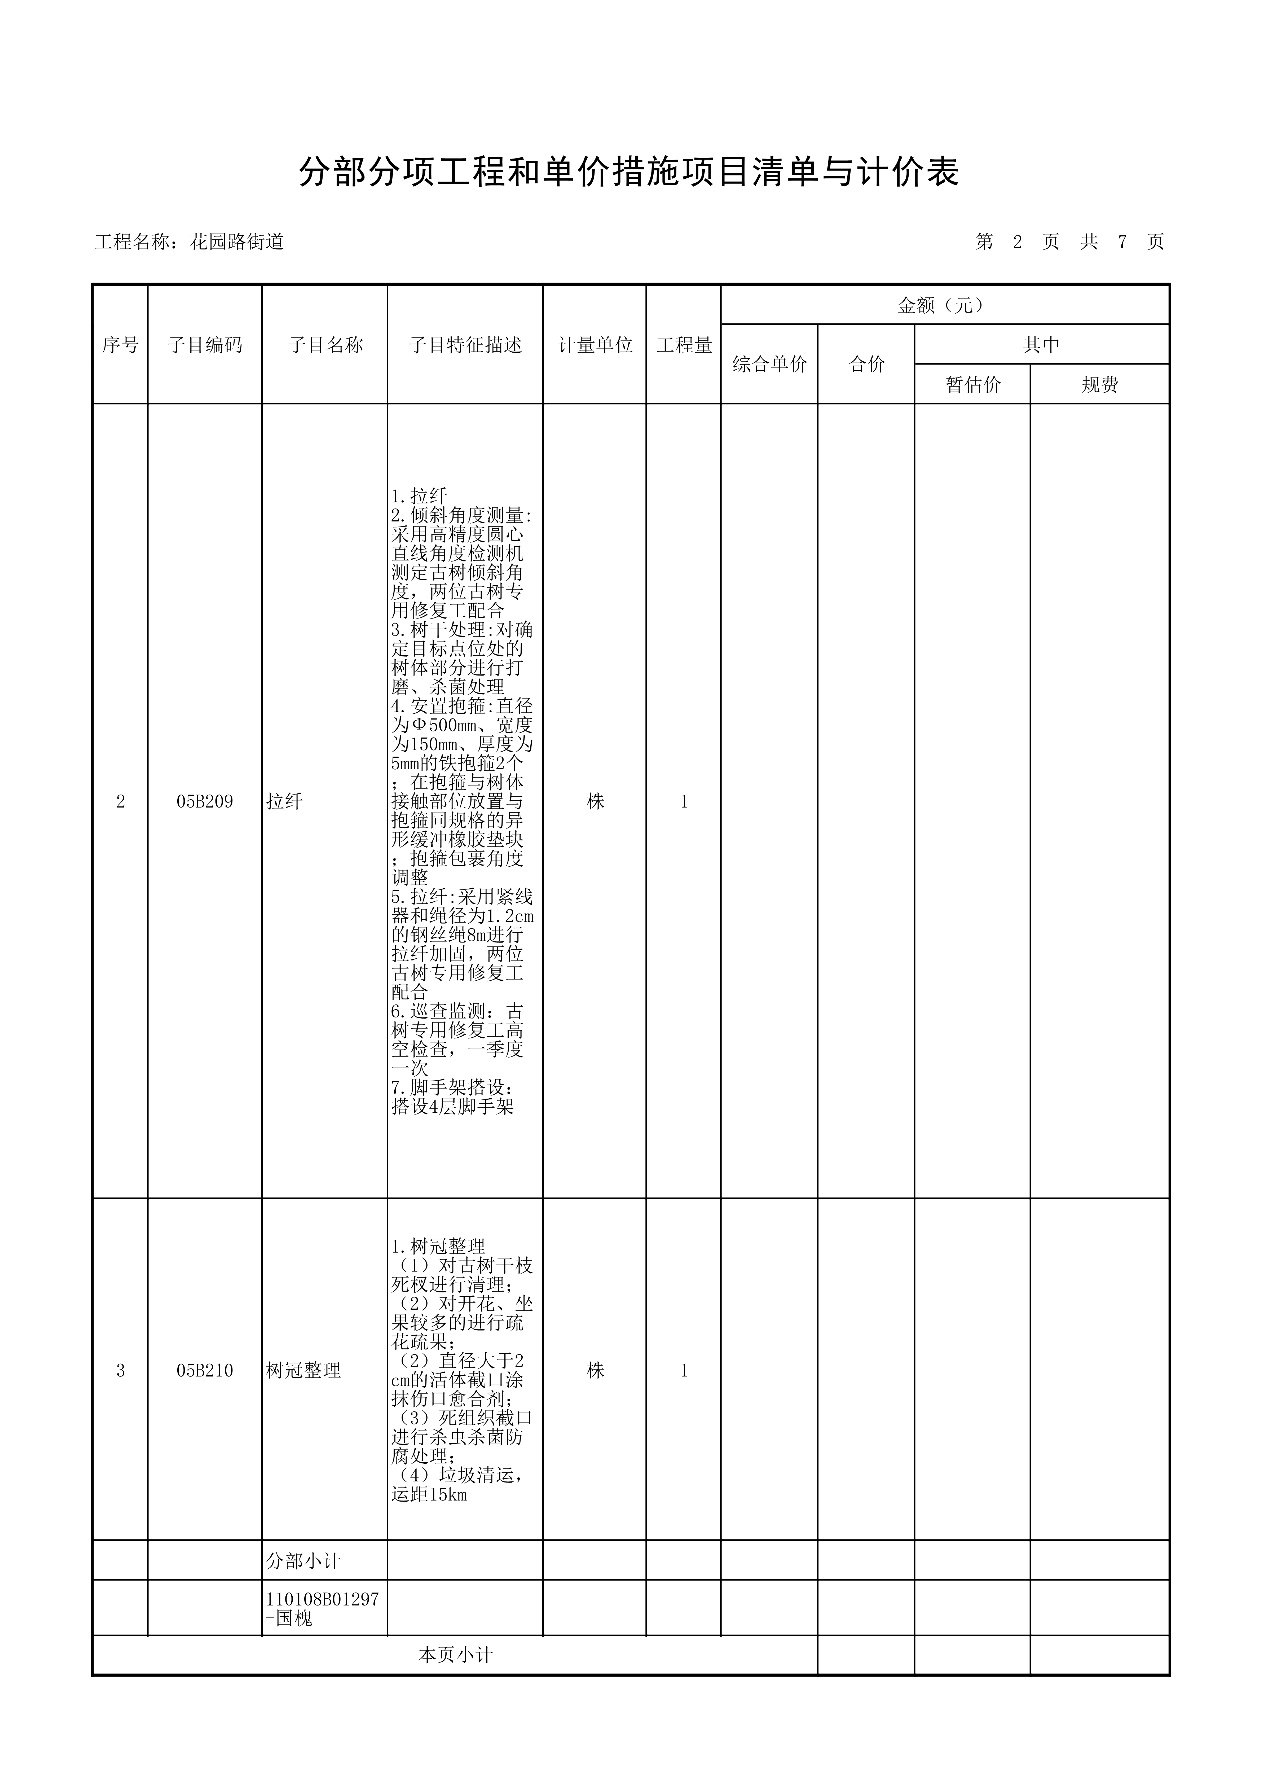 分部分项工程和单价措施项目清单与计价表
工程名称：花园路街道
第 2 页 共 7 页
序号
子目编码
子目名称
子目特征描述
计量单位
工程量
金额（元）
综合单价
合价
其中
暂估价
规费
2
05B209
拉纤
1.拉纤
2.倾斜角度测量:
采用高精度圆心
直线角度检测机
测定古树倾斜角
度，两位古树专
用修复工配合
3.树干处理:对确
定目标点位处的
树体部分进行打
磨、杀菌处理
4.安置抱箍:直径
为Φ500mm、宽度
为150mm、厚度为
5mm的铁抱箍2个
；在抱箍与树体
接触部位放置与
抱箍同规格的异
形缓冲橡胶垫块
；抱箍包裹角度
调整
5.拉纤:采用紧线
器和绳径为1.2cm
的钢丝绳8m进行
拉纤加固，两位
古树专用修复工
配合
6.巡查监测：古
树专用修复工高
空检查，一季度
一次
7.脚手架搭设：
搭设4层脚手架
株
1
3
05B210
树冠整理
1.树冠整理
（1）对古树干枝
死杈进行清理；
（2）对开花、坐
果较多的进行疏
花疏果；
（2）直径大于2
cm的活体截口涂
抹伤口愈合剂；
（3）死组织截口
进行杀虫杀菌防
腐处理；
（4）垃圾清运，
运距15km
株
1
分部小计
110108B01297
-国槐
本页小计